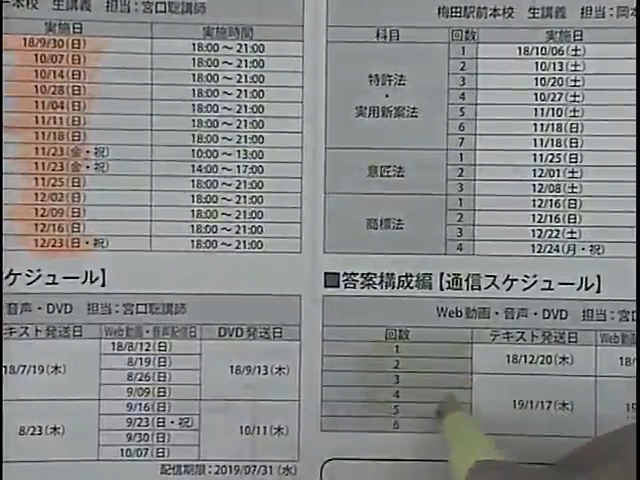 本校 生講義 担当：宮口聡講師
実施日 実施時間
18/9/30(日) 18:00～21:00
10/07(日) 18:00～21:00
10/14(日) 18:00～21:00
10/28(日) 18:00～21:00
11/04(日) 18:00～21:00
11/11(日) 18:00～21:00
11/18(日) 18:00～21:00
11/23(金・祝) 10:00～13:00
11/23(金・祝) 14:00～17:00
11/25(日) 18:00～21:00
12/02(日) 18:00～21:00
12/09(日) 18:00～21:00
12/16(日) 18:00～21:00
12/23(日・祝) 18:00～21:00
梅田駅前本校 生講義 担当：岡
科目 回数 実施日
特許法・実用新案法
1 18/10/06(土)
2 10/13(土)
3 10/20(土)
4 10/27(土)
5 11/10(土)
6 11/18(日)
7 11/18(日)
意匠法
1 11/25(日)
2 12/01(土)
3 12/08(土)
商標法
1 12/16(日)
2 12/16(日)
3 12/22(土)
4 12/24(月・祝)
ケジュール】
音声・DVD 担当：宮口聡講師
キスト発送日 Web動画・音声配信日 DVD発送日
18/7/19(木) 18/8/12(日) 18/9/13(木)
8/19(日)
8/26(日)
9/09(日)
8/23(木) 9/16(日) 10/11(木)
9/23(日・祝)
9/30(日)
10/07(日)
配信期限：2019/07/31(水)
■答案構成編【通信スケジュール】
Web動画・音声・DVD 担当：宮
回数 テキスト発送日 Web動
1 18/12/20(木) 18/
2
3
4 19/1/17(木) 19
5
6